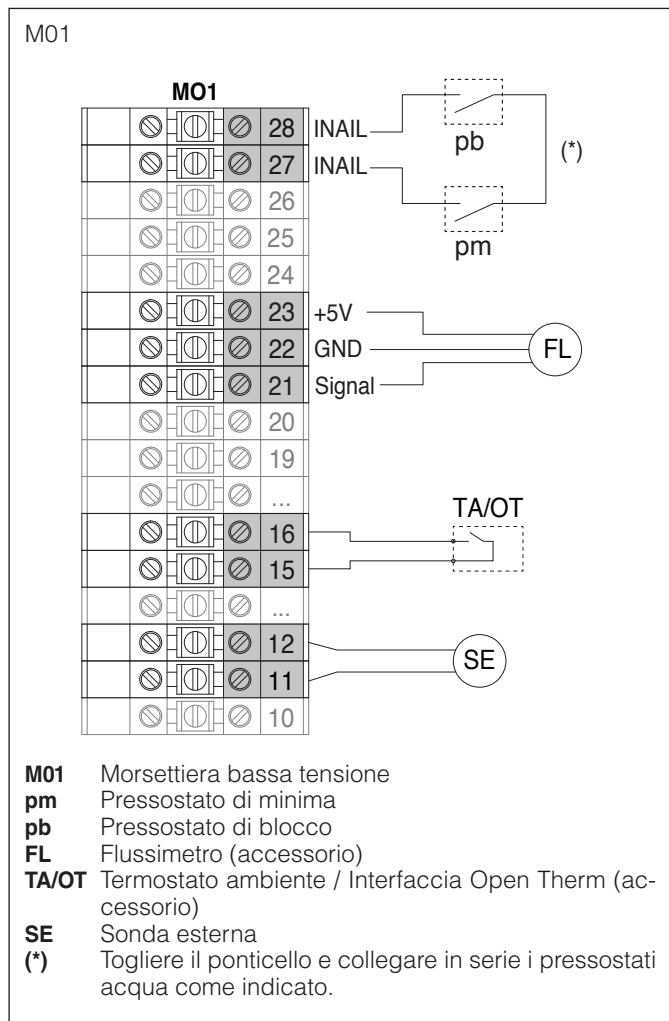 M01
MO1
28 INAIL
pb
(*)
27 INAIL
26
pm
25
24
23 +5V
22 GND
FL
21 Signal
20
19
...
TA/OT
16
15
...
12
SE
11
10
M01 Morsettiera bassa tensione
pm Pressostato di minima
pb Pressostato di blocco
FL Flussimetro (accessorio)
TA/OT Termostato ambiente / Interfaccia Open Therm (ac-
cessorio)
SE Sonda esterna
(*) Togliere il ponticello e collegare in serie i pressostati
acqua come indicato.